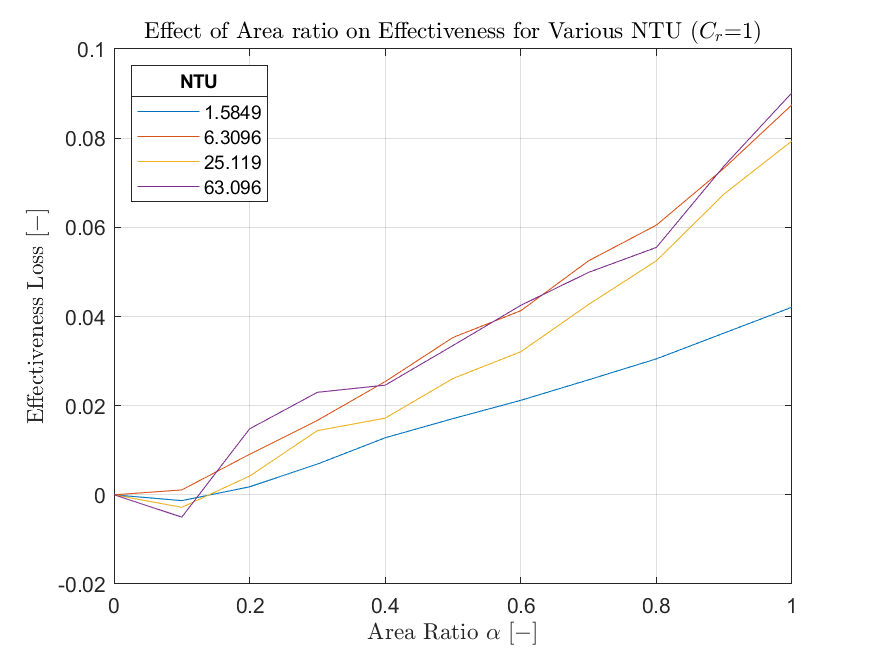 Effect of Area ratio on Effectiveness for Various NTU (Cr=1)
0.1
0.08
0.06
0.04
0.02
0
-0.02
Effectiveness Loss [−]
NTU
1.5849
6.3096
25.119
63.096
0 0.2 0.4 0.6 0.8 1
Area Ratio α [−]